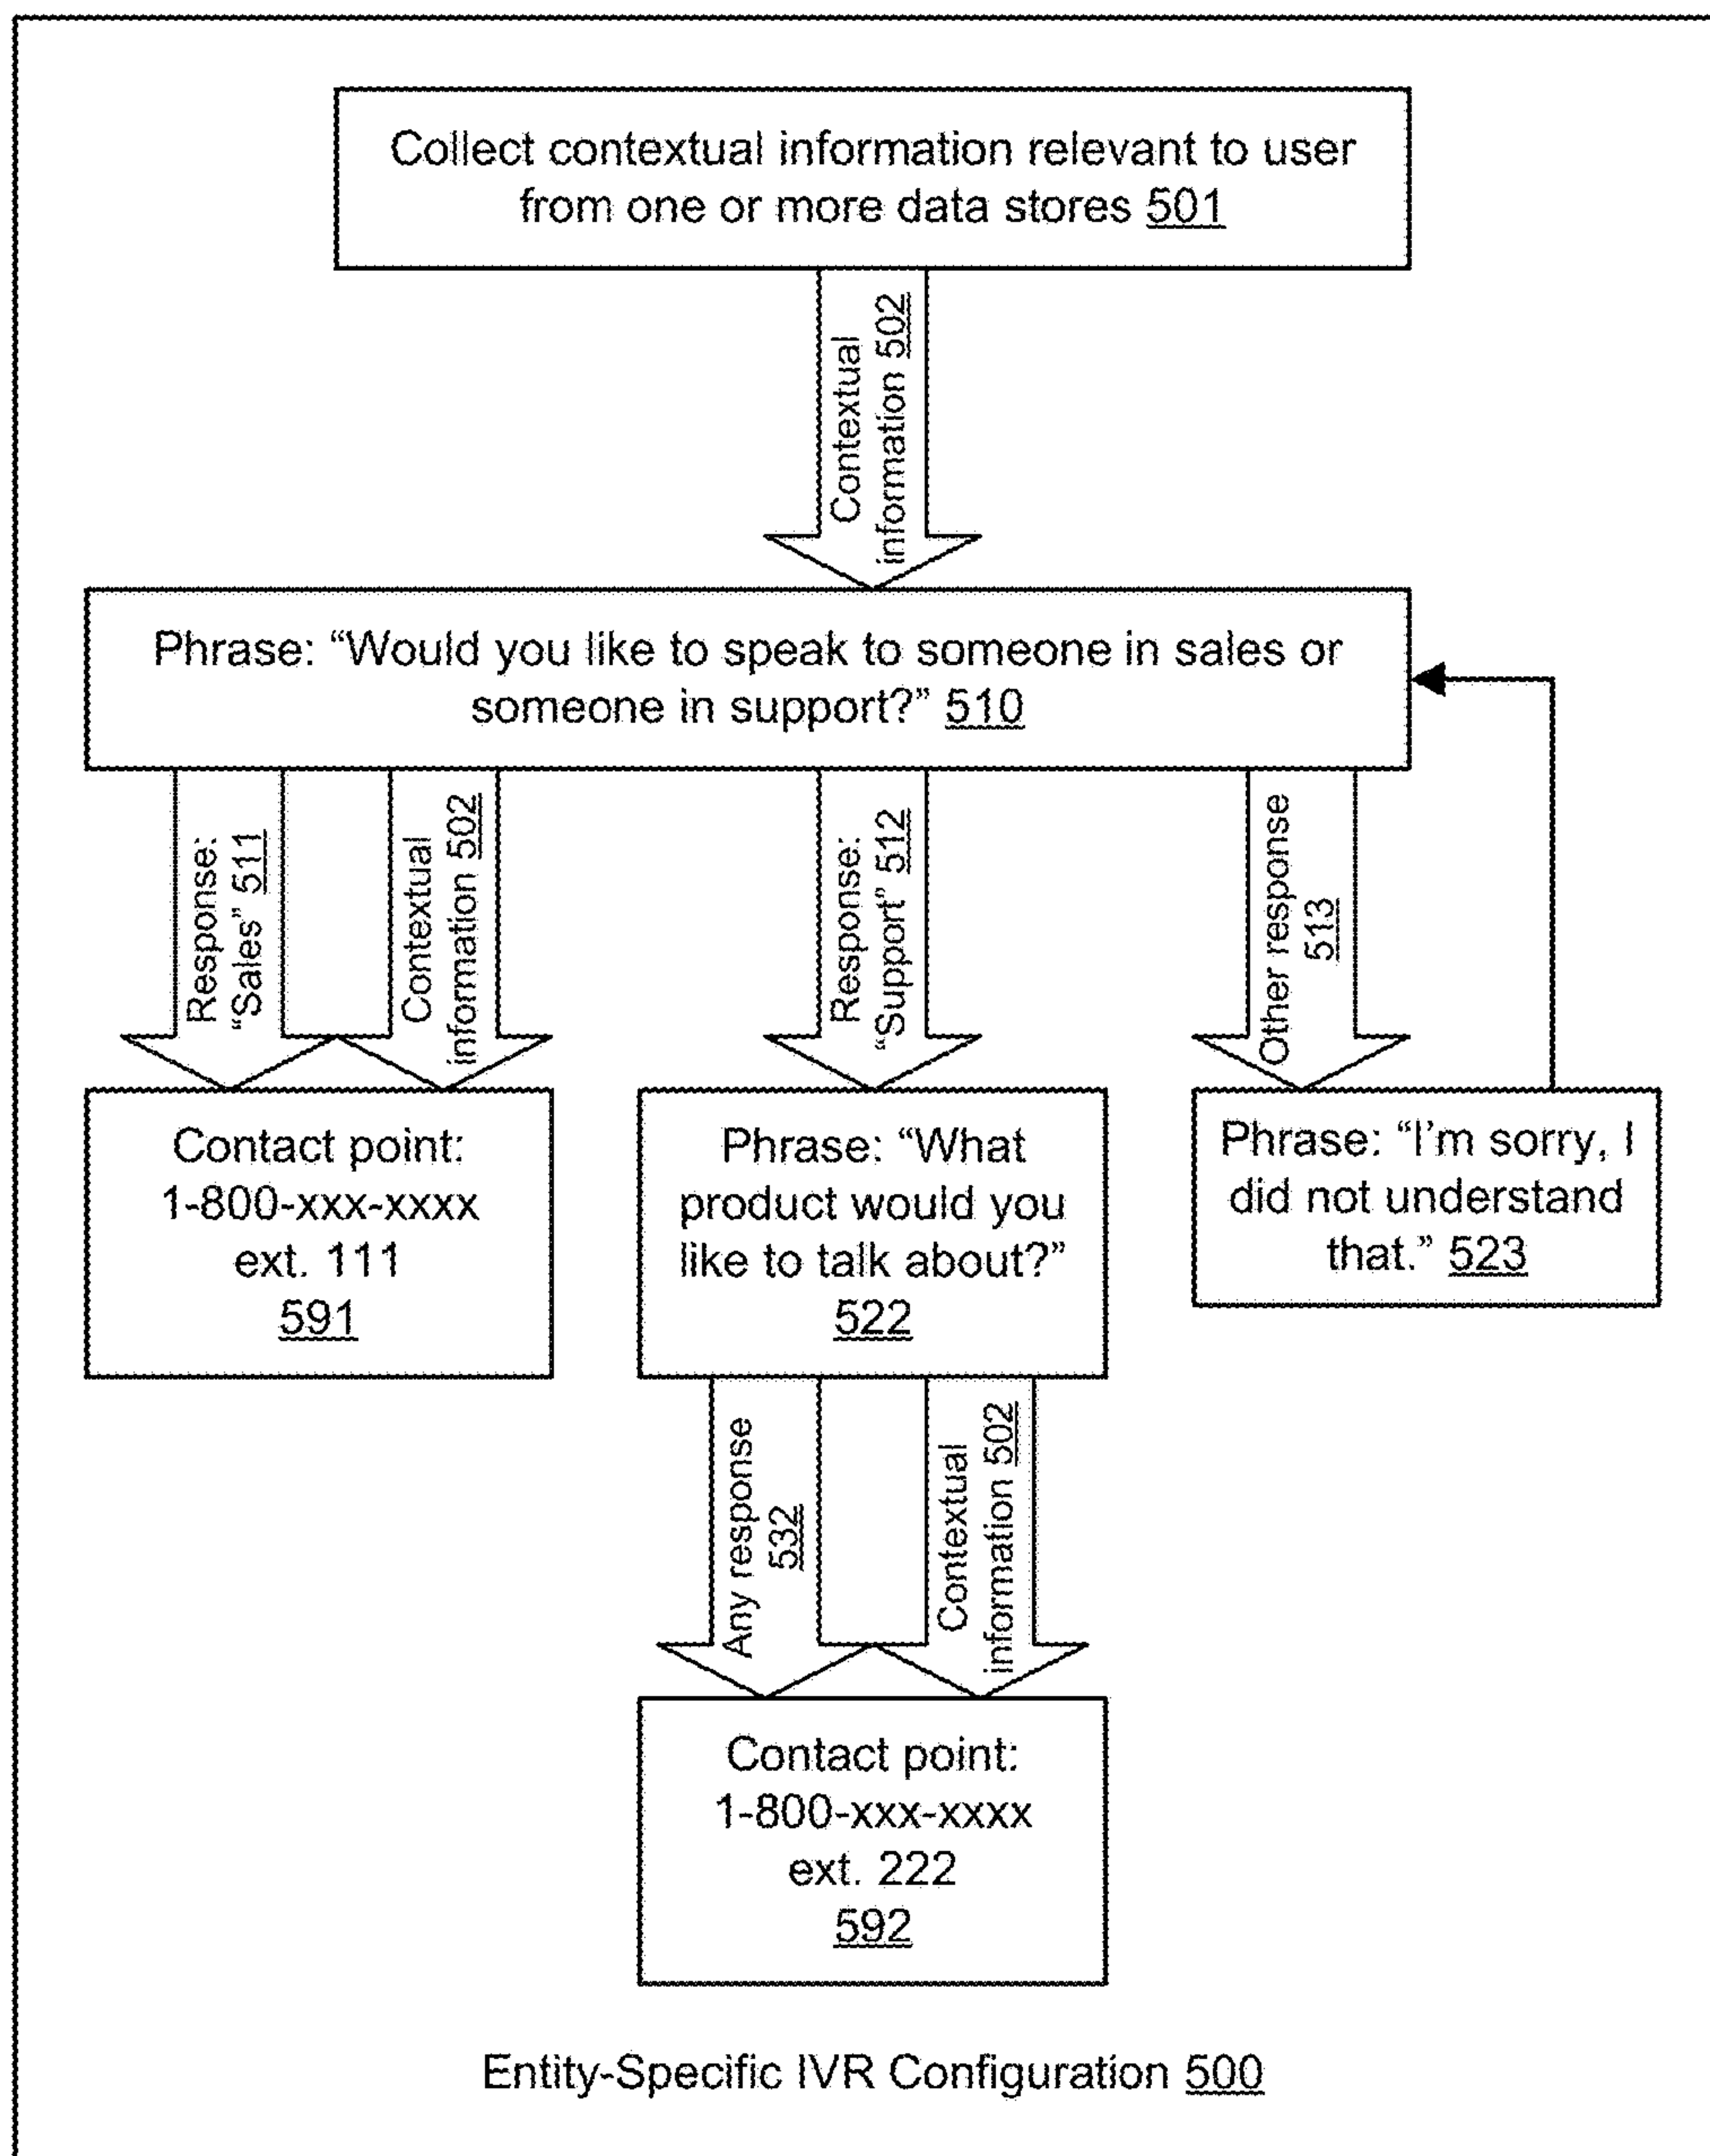 Collect contextual information relevant to user
from one or more data stores 501
Contextual
information 502
Phrase: “Would you like to speak to someone in sales or
someone in support?” 510
Response:
“Sales” 511
Contextual
information 502
Response:
“Support” 512
Other response
513
Contact point:
1-800-xxx-xxxx
ext. 111
591
Phrase: “What
product would you
like to talk about?”
522
Phrase: “I’m sorry, I
did not understand
that.” 523
Any response
532
Contextual
information 502
Contact point:
1-800-xxx-xxxx
ext. 222
592
Entity-Specific IVR Configuration 500